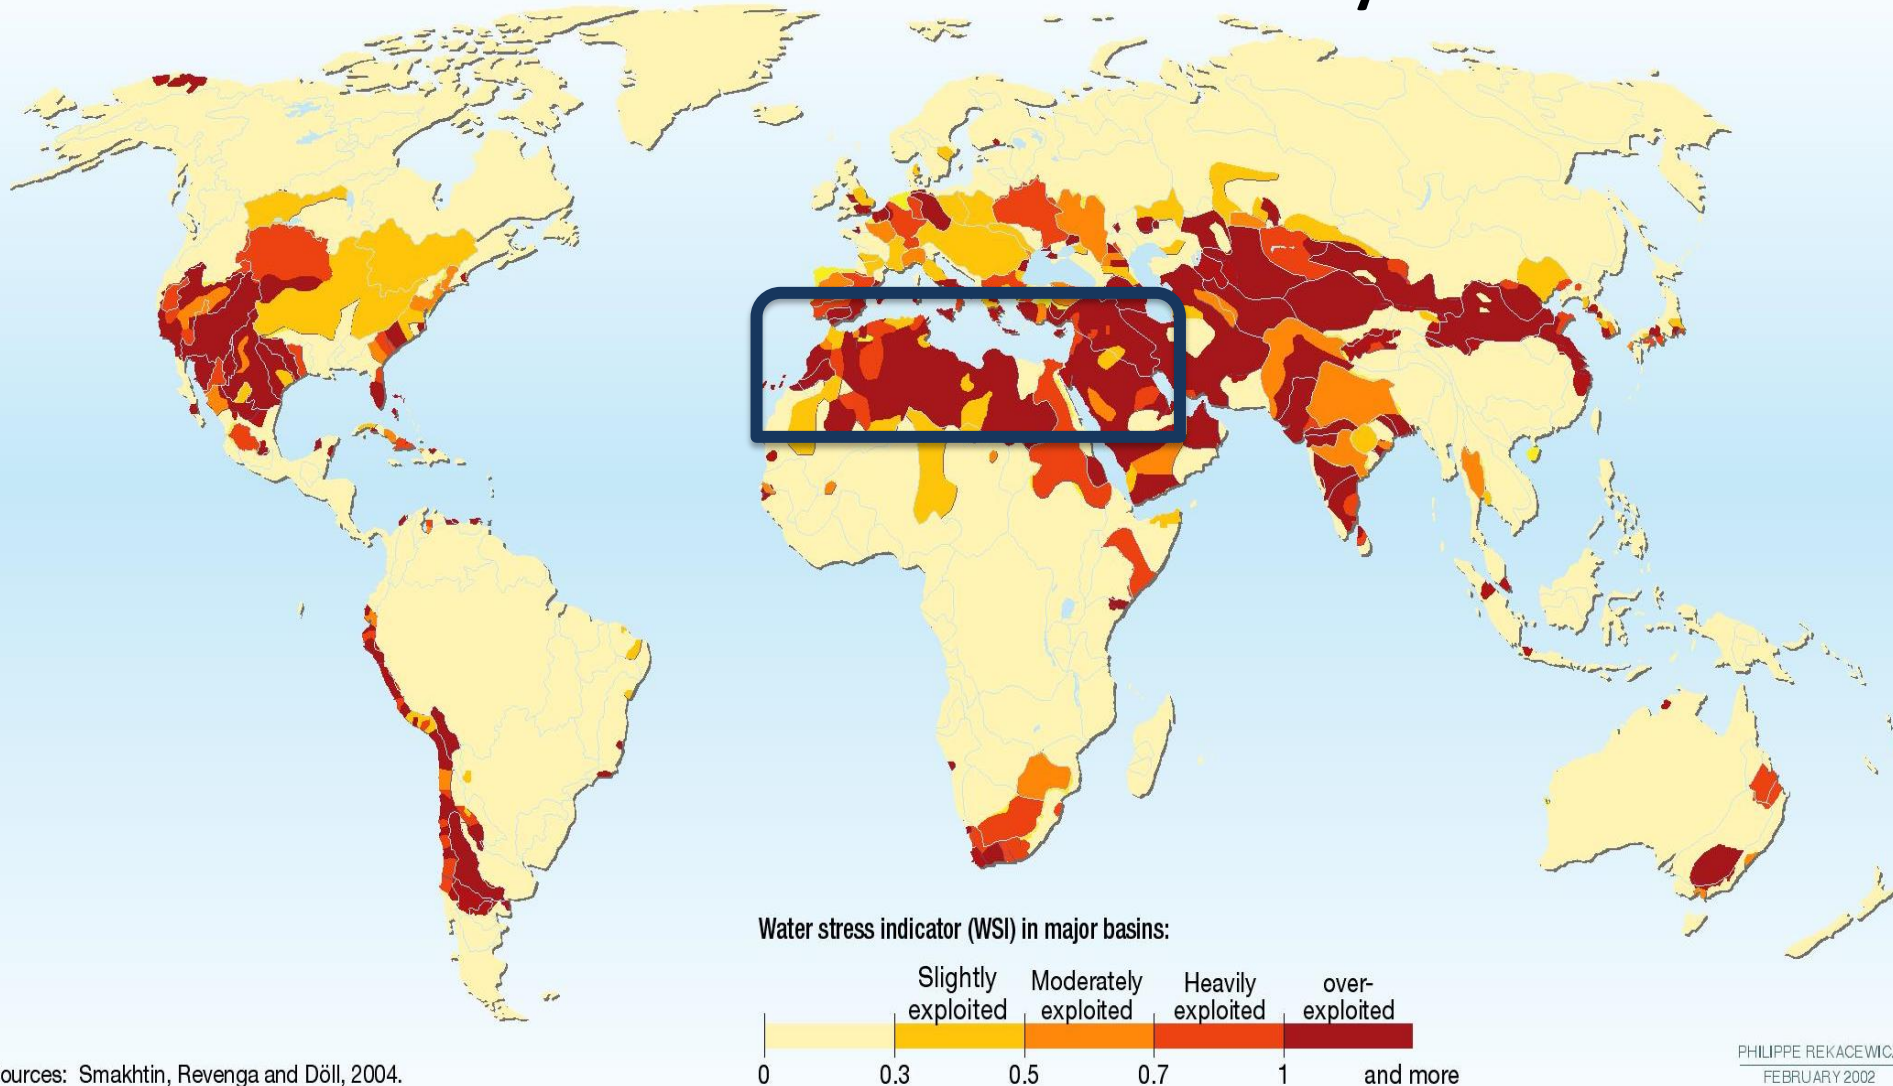 Water stress indicator (WSI) in major basins:
Slightly exploited
Moderately exploited
Heavily exploited
over-exploited
0 0.3 0.5 0.7 1 and more
ources: Smakhtin, Revenga and Döll, 2004.
PHILIPPE REKACEWIC
FEBRUARY 2002